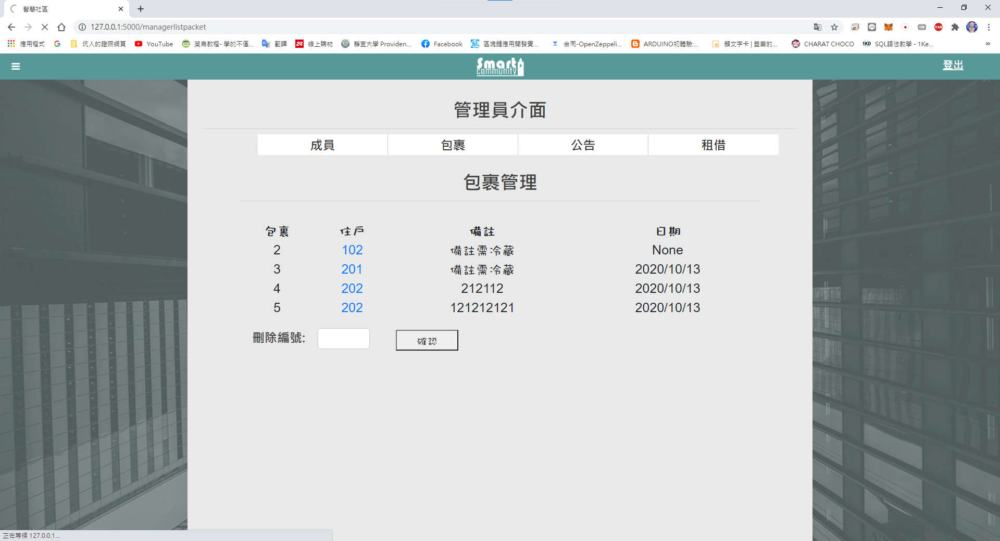 智慧社區
127.0.0.1:5000/managerlistpacket
應用程式 坑人的證照網頁 YouTube 菜鳥教程- 學的不僅... 翻譯 24 線上購物 靜宜大學 Providen... Facebook 區塊鏈應用開發實... Z 合同-OpenZeppeli... ARDUINO初體驗:... 顏文字卡 | 豐富的... CHARAT CHOCO 1KD SQL語法教學 - 1Ke... »
Smart community
登出
管理員介面
成員 包裹 公告 租借
包裹管理
包裹 住戶 備註 日期
2 102 備註需冷藏 None
3 201 備註需冷藏 2020/10/13
4 202 212112 2020/10/13
5 202 121212121 2020/10/13
刪除編號: 確認
正在等候 127.0.0.1...